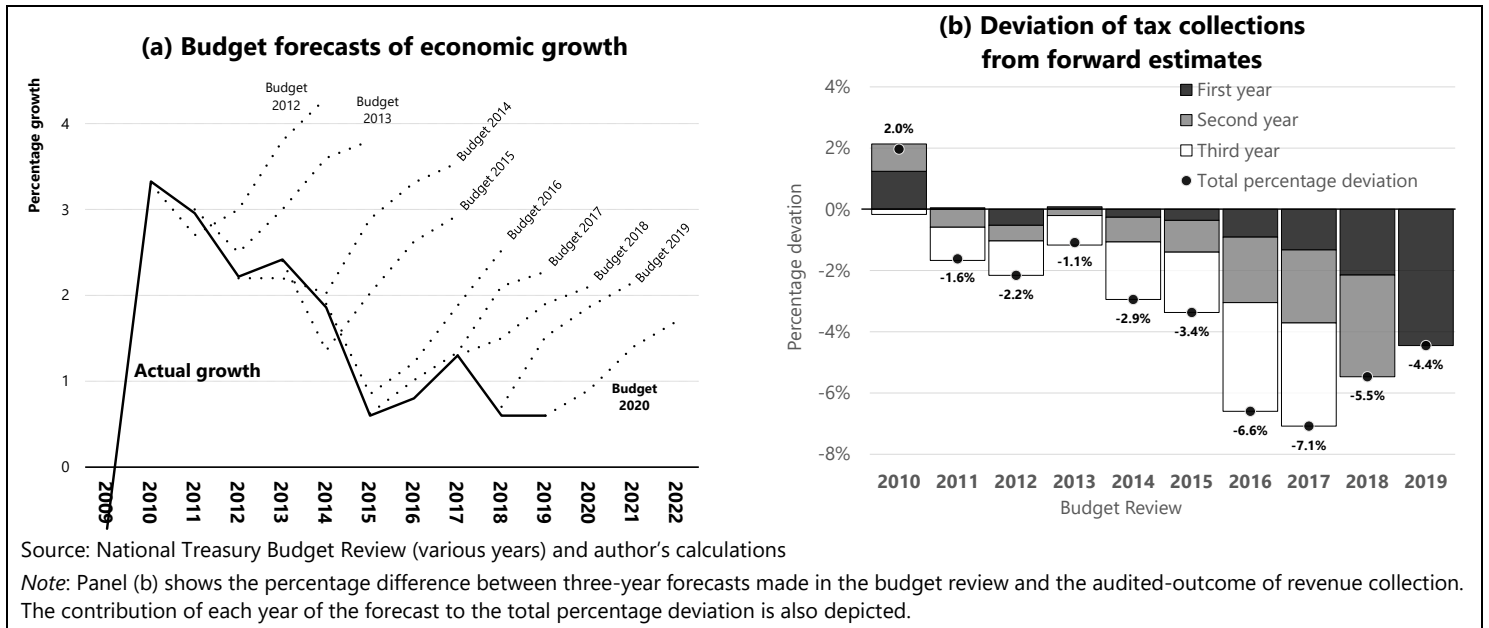 (a) Budget forecasts of economic growth
Percentage growth
4
3
2
1
0
Budget
2012
Budget
2013
Budget 2014
Budget 2015
Budget 2016
Budget 2017
Budget 2018
Budget 2019
Actual growth
Budget
2020
2009
2010
2011
2012
2013
2014
2015
2016
2017
2018
2019
2020
2021
2022
(b) Deviation of tax collections
from forward estimates
Percentage devation
4%
2%
0%
-2%
-4%
-6%
-8%
First year
Second year
Third year
Total percentage deviation
2.0%
-1.6%
-2.2%
-1.1%
-2.9%
-3.4%
-6.6%
-7.1%
-5.5%
-4.4%
2010 2011 2012 2013 2014 2015 2016 2017 2018 2019
Budget Review
Source: National Treasury Budget Review (various years) and author’s calculations
Note: Panel (b) shows the percentage difference between three-year forecasts made in the budget review and the audited-outcome of revenue collection.
The contribution of each year of the forecast to the total percentage deviation is also depicted.